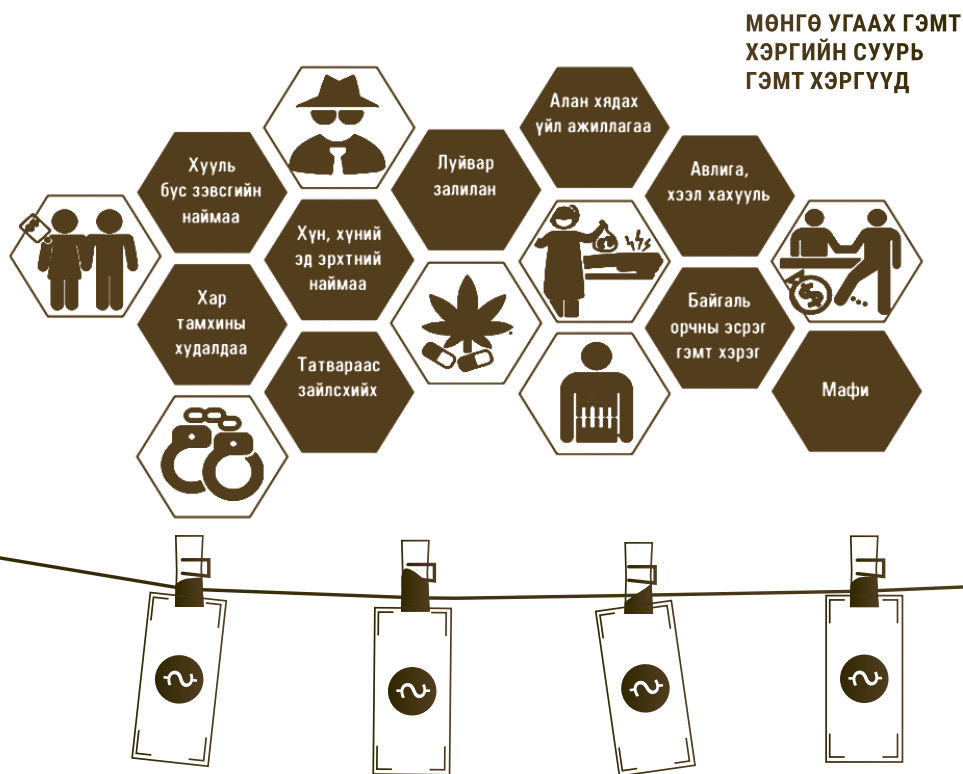 МӨНГӨ УГААХ ГЭМТ
ХЭРГИЙН СУУРЬ
ГЭМТ ХЭРГҮҮД
Алан хядах
үйл ажиллагаа
Хууль
бус зэвсгийн
наймаа
Луйвар
залилан
Авлига,
хээл хахууль
Хүн, хүний
эд эрхтний
наймаа
Хар
тамхины
худалдаа
Байгаль
орчны эсрэг
гэмт хэрэг
Татвараас
зайлсхийх
Мафи